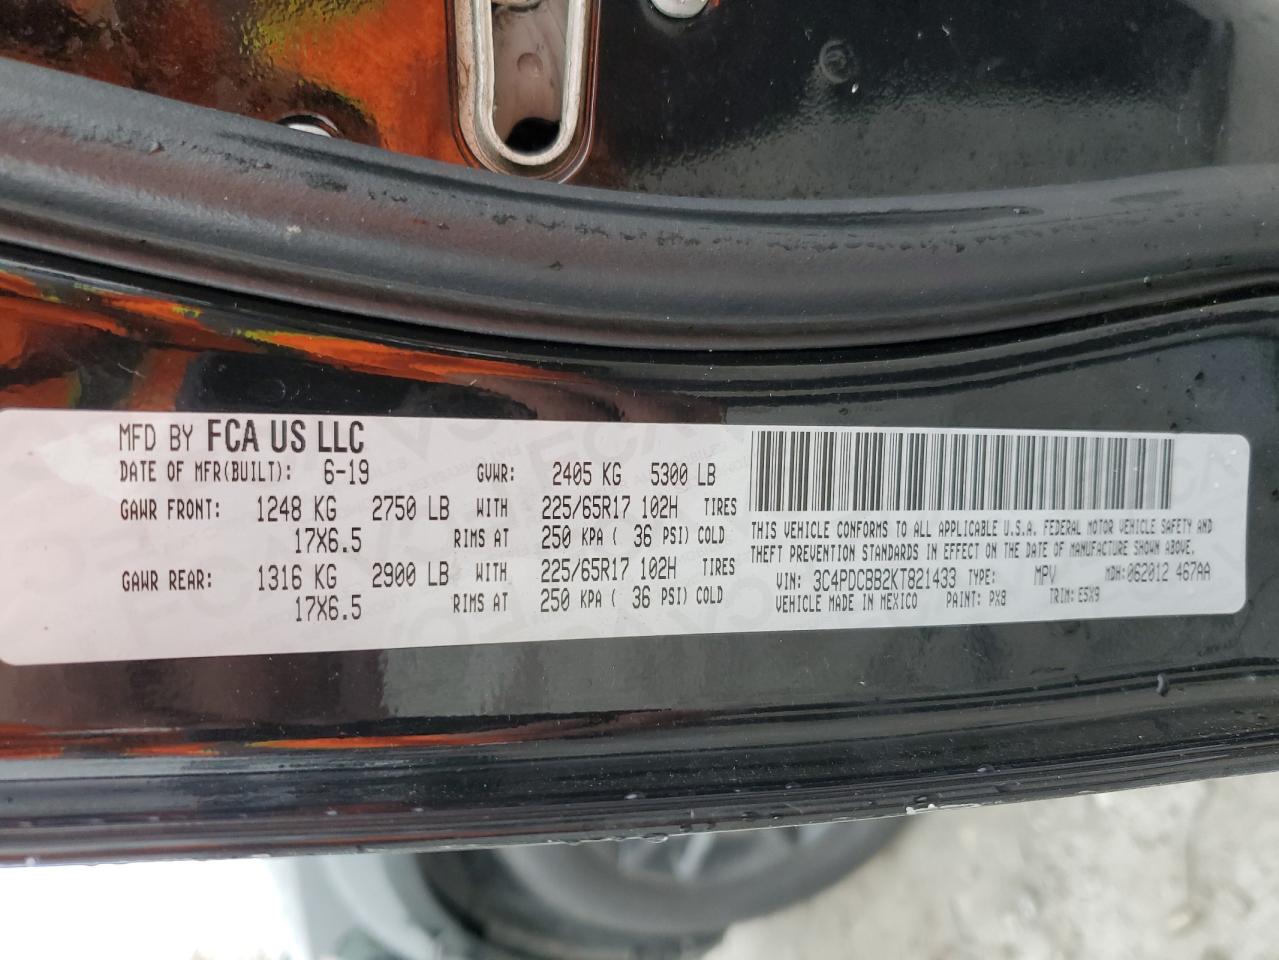 MFD BY FCA US LLC
DATE OF MFR(BUILT): 6-19 GVWR: 2405 KG 5300 LB
GAWR FRONT: 1248 KG 2750 LB WITH 225/65R17 102H TIRES
17X6.5 RIMS AT 250 KPA ( 36 PSI) COLD
GAWR REAR: 1316 KG 2900 LB WITH 225/65R17 102H TIRES
17X6.5 RIMS AT 250 KPA ( 36 PSI) COLD
THIS VEHICLE CONFORMS TO ALL APPLICABLE U.S.A. FEDERAL MOTOR VEHICLE SAFETY AND
THEFT PREVENTION STANDARDS IN EFFECT ON THE DATE OF MANUFACTURE SHOWN ABOVE.
VIN: 3C4PDCBB2KT821433 TYPE: MPV MDH: 062012 467AA
VEHICLE MADE IN MEXICO PAINT: PX8 TRIM: E5X9